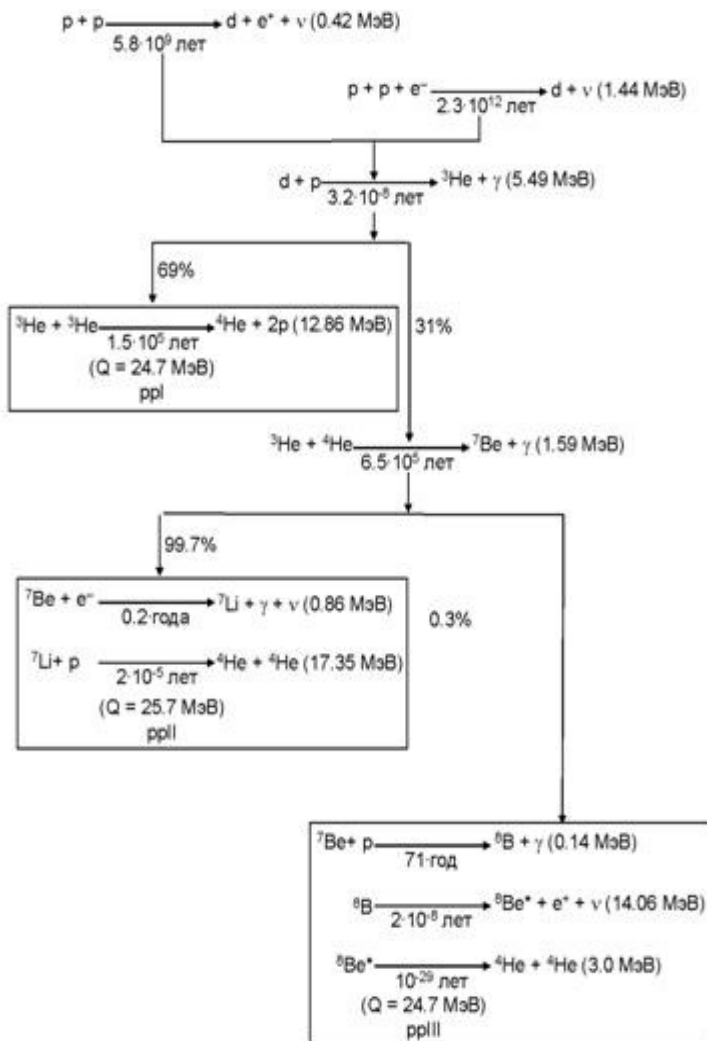 p + p ⟶ d + e⁺ + ν (0.42 МэВ)
5.8·10⁹ лет
p + p + e⁻ ⟶ d + ν (1.44 МэВ)
2.3·10¹² лет
d + p ⟶ ³He + γ (5.49 МэВ)
3.2·10⁻⁸ лет
69%
³He + ³He ⟶ ⁴He + 2p (12.86 МэВ)
31%
1.5·10⁵ лет
(Q = 24.7 МэВ)
ppI
³He + ⁴He ⟶ ⁷Be + γ (1.59 МэВ)
6.5·10⁵ лет
99.7%
⁷Be + e⁻ ⟶ ⁷Li + γ + ν (0.86 МэВ)
0.2·года
0.3%
⁷Li+ p ⟶ ⁴He + ⁴He (17.35 МэВ)
2·10⁻⁵ лет
(Q = 25.7 МэВ)
ppII
⁷Be+ p ⟶ ⁸B + γ (0.14 МэВ)
71·год
⁸B ⟶ ⁸Be* + e⁺ + ν (14.06 МэВ)
2·10⁻⁸ лет
⁸Be* ⟶ ⁴He + ⁴He (3.0 МэВ)
10⁻²⁹ лет
(Q = 24.7 МэВ)
ppIII